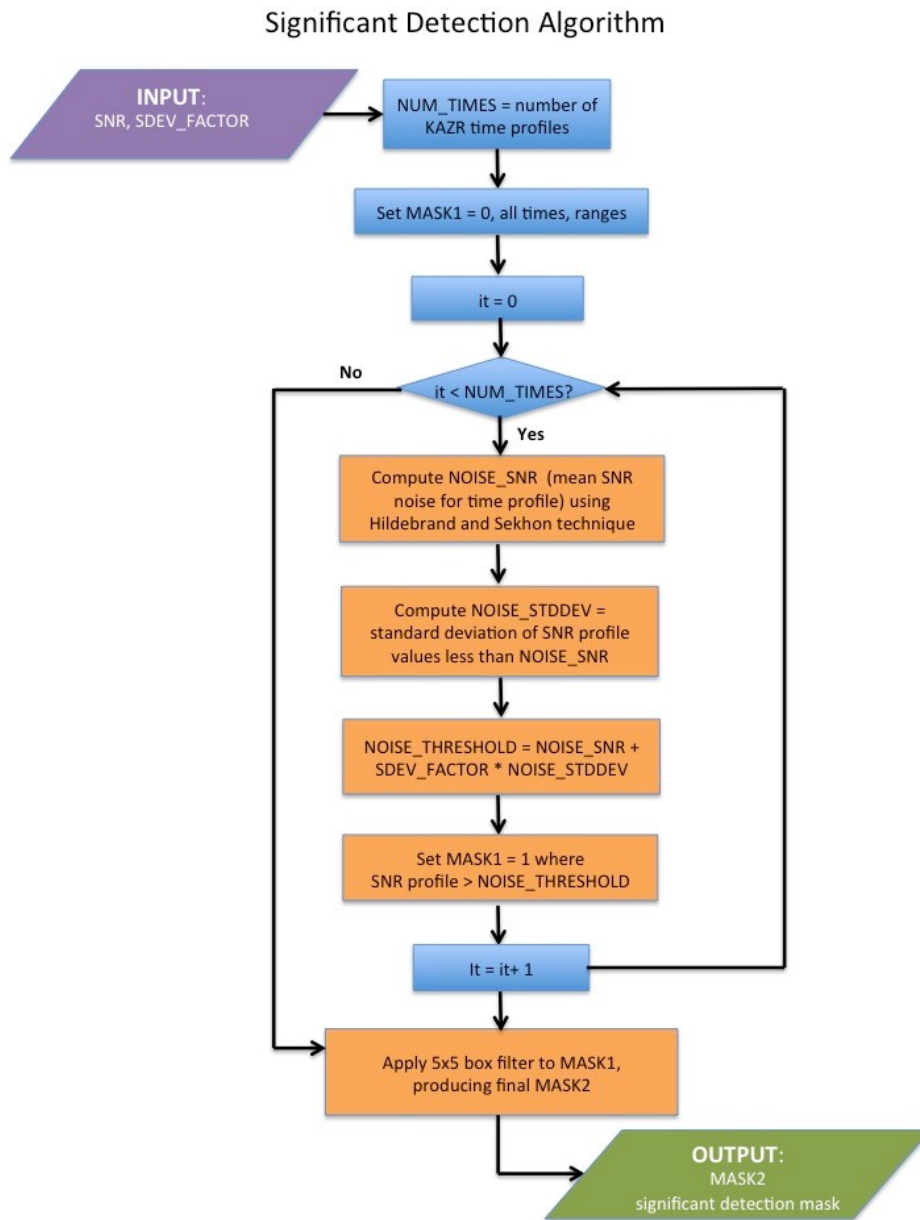 Significant Detection Algorithm
INPUT:
SNR, SDEV_FACTOR
NUM_TIMES = number of
KAZR time profiles
Set MASK1 = 0, all times, ranges
it = 0
No
it < NUM_TIMES?
Yes
Compute NOISE_SNR (mean SNR
noise for time profile) using
Hildebrand and Sekhon technique
Compute NOISE_STDDEV =
standard deviation of SNR profile
values less than NOISE_SNR
NOISE_THRESHOLD = NOISE_SNR +
SDEV_FACTOR * NOISE_STDDEV
Set MASK1 = 1 where
SNR profile > NOISE_THRESHOLD
It = it+ 1
Apply 5x5 box filter to MASK1,
producing final MASK2
OUTPUT:
MASK2
significant detection mask